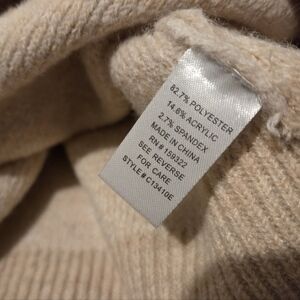 82.7% POLYESTER
14.6% ACRYLIC
2.7% SPANDEX
MADE IN CHINA
RN# 159322
SEE REVERSE
FOR CARE
STYLE# C13410E